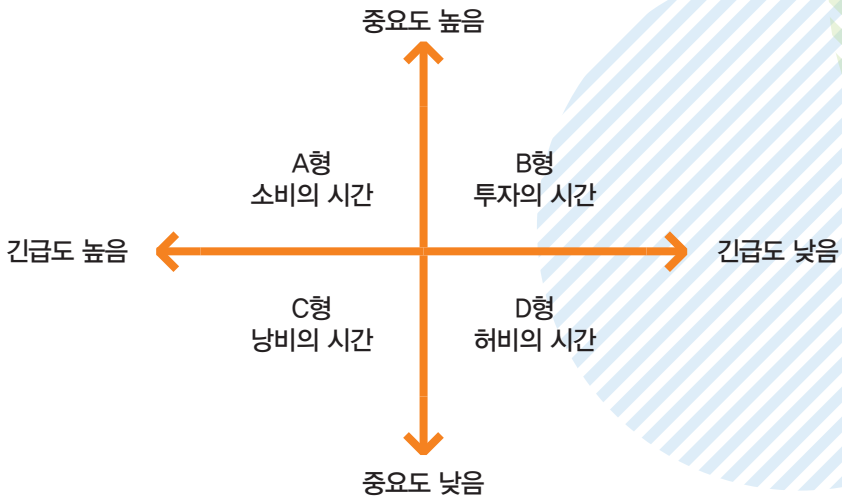 중요도 높음
A형
소비의 시간
B형
투자의 시간
긴급도 높음
긴급도 낮음
C형
낭비의 시간
D형
허비의 시간
중요도 낮음